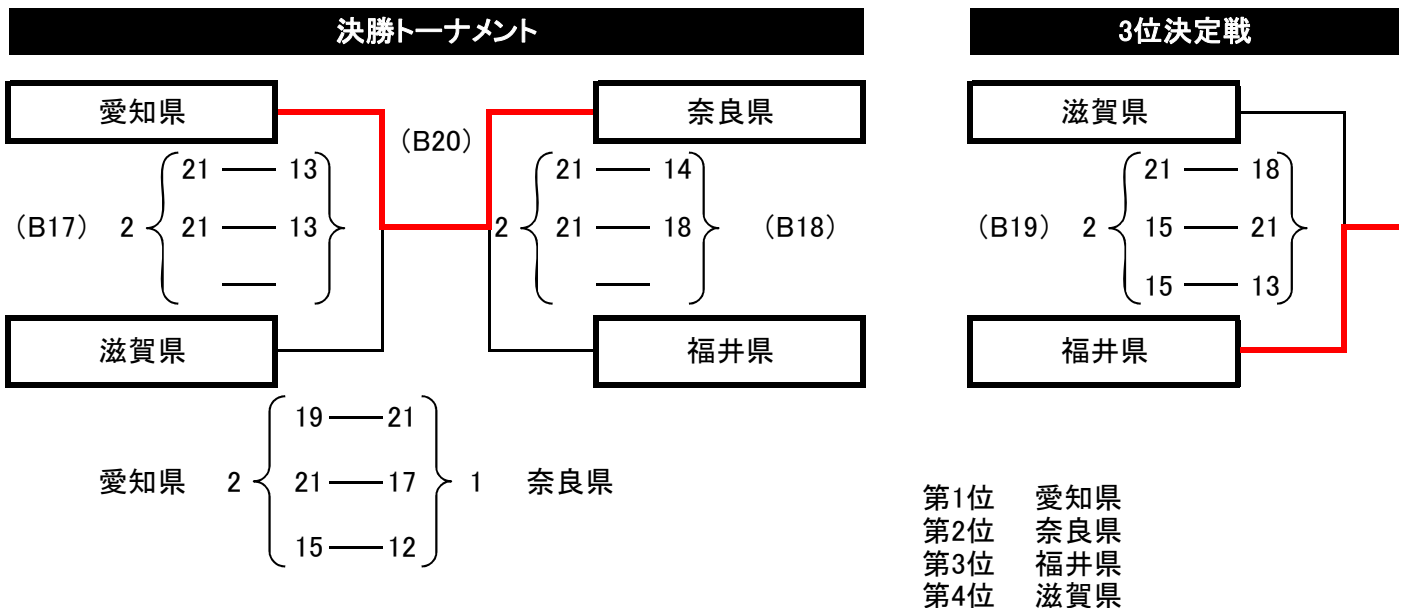 決勝トーナメント
3位決定戦
愛知県
奈良県
滋賀県
(B20)
21 — 13
21 — 14
21 — 18
(B17) 2 21 — 13
2 21 — 18 (B18)
(B19) 2 15 — 21
—
—
15 — 13
滋賀県
福井県
福井県
19 — 21
愛知県 2 21 — 17 1 奈良県
15 — 12
第1位 愛知県
第2位 奈良県
第3位 福井県
第4位 滋賀県